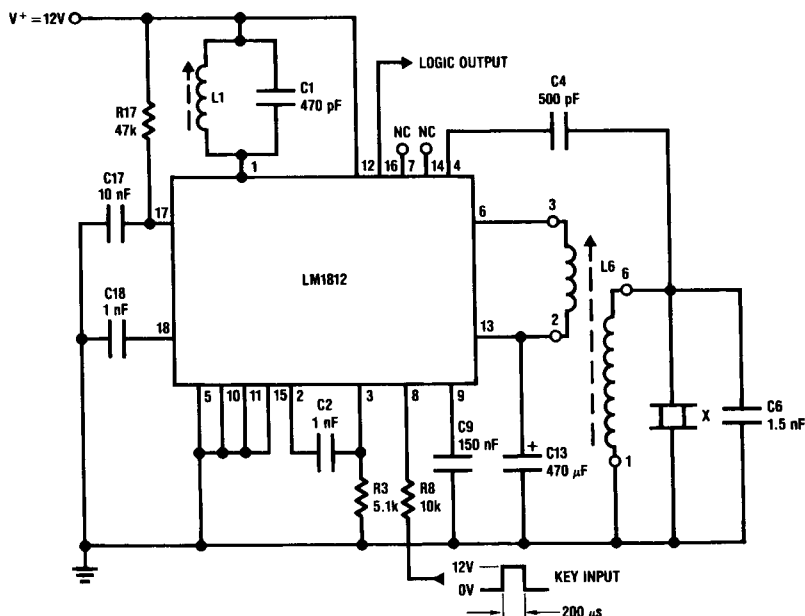 V+ = 12V
LOGIC OUTPUT
C4
500 pF
L1
C1
470 pF
R17
47k
NC NC
1
12 16 7 14 4
C17
10 nF
17
6
3
LM1812
L6
6
C18
1 nF
18
13
2
X
C6
1.5 nF
5 10 11 15 2 3 8 9
C2
1 nF
C9
150 nF
+
C13
470 μF
1
R3
5.1k
R8
10k
12V
0V
KEY INPUT
200 μs